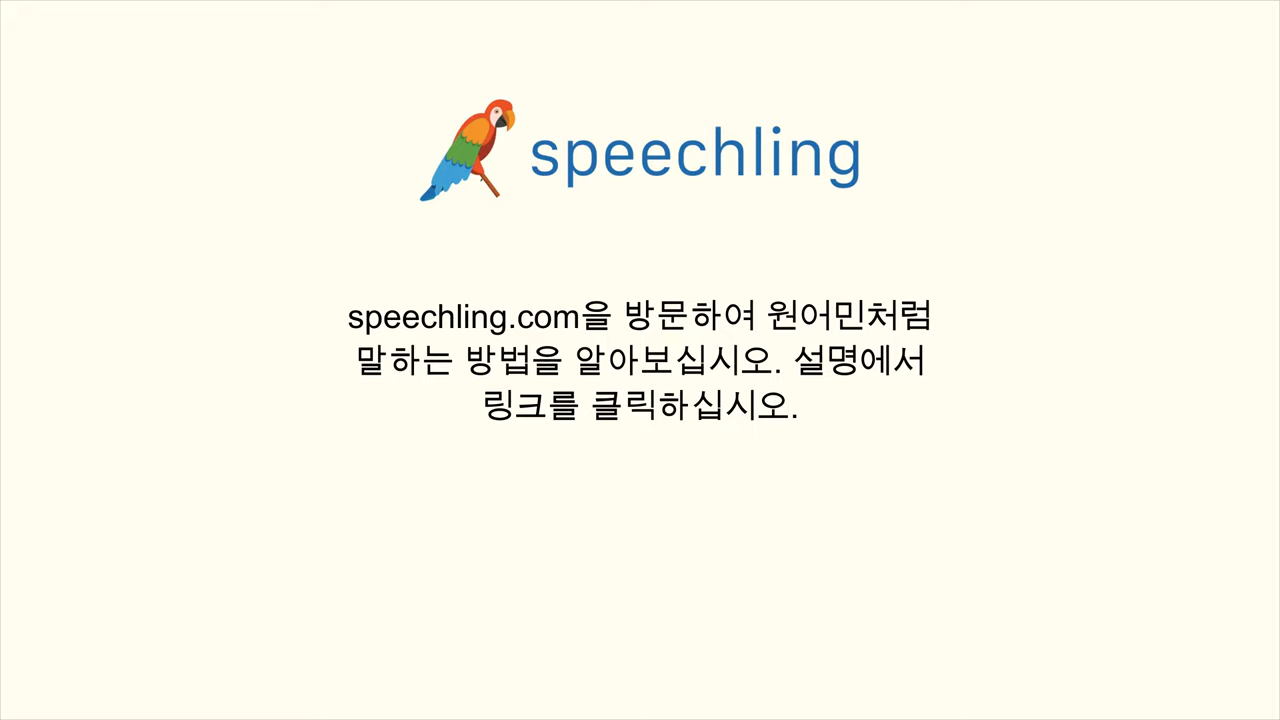 speechling
speechling.com을 방문하여 원어민처럼
말하는 방법을 알아보십시오. 설명에서
링크를 클릭하십시오.